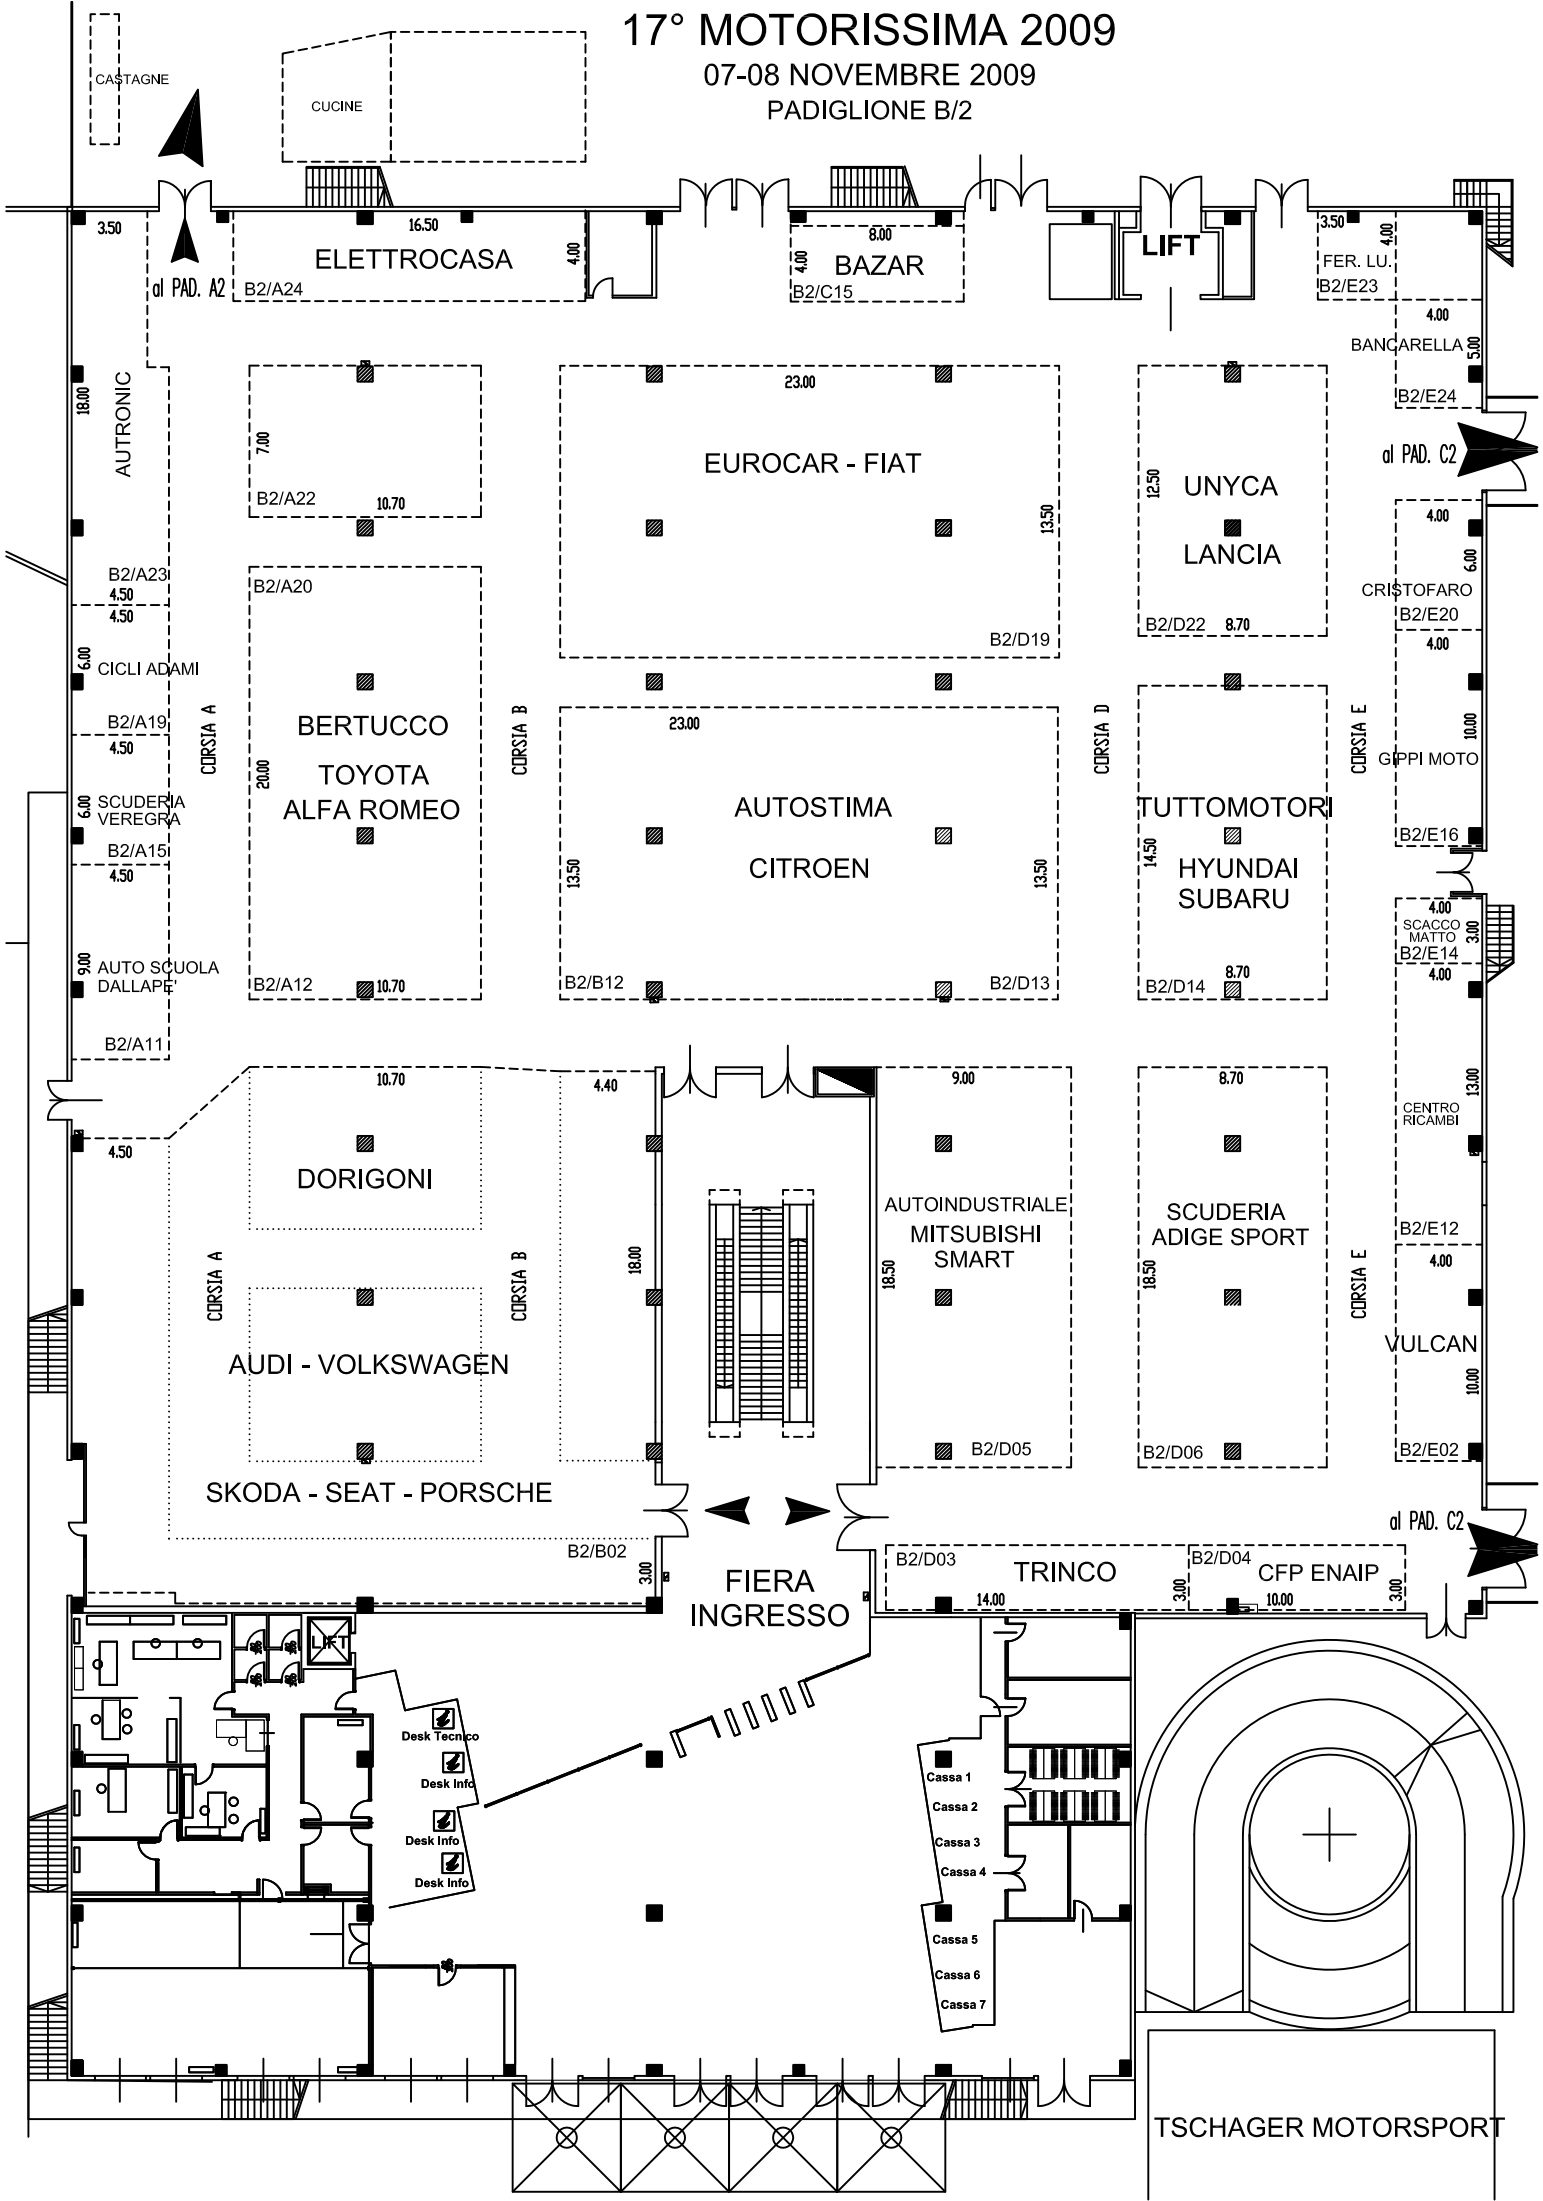 17° MOTORISSIMA 2009
07-08 NOVEMBRE 2009
PADIGLIONE B/2
CASTAGNE
CUCINE
3.50
al PAD. A2
16.50
ELETTROCASA
4.00
B2/A24
8.00
4.00
BAZAR
B2/C15
LIFT
3.50
4.00
FER. LU.
B2/E23
4.00
BANCARELLA
5.00
B2/E24
18.00
AUTRONIC
B2/A23
4.50
7.00
B2/A22
10.70
23.00
EUROCAR - FIAT
13.50
B2/D19
12.50
UNYCA
LANCIA
B2/D22
8.70
al PAD. C2
4.00
6.00
CRISTOFARO
B2/E20
4.50
6.00
CICLI ADAMI
B2/A19
CORSIA A
B2/A20
BERTUCCO
TOYOTA
ALFA ROMEO
20.00
B2/A12
10.70
CORSIA B
23.00
AUTOSTIMA
CITROEN
13.50
13.50
B2/B12
B2/D13
CORSIA D
TUTTOMOTORI
14.50
HYUNDAI
SUBARU
8.70
B2/D14
CORSIA E
4.00
10.00
GIPPI MOTO
B2/E16
4.50
6.00
SCUDERIA
VEREGRA
B2/A15
4.50
9.00
AUTO SCUOLA
DALLAPE'
B2/A11
4.00
SCACCO
MATTO
3.00
B2/E14
4.00
13.00
CENTRO
RICAMBI
B2/E12
4.50
10.70
4.40
DORIGONI
CORSIA A
CORSIA B
18.00
AUDI - VOLKSWAGEN
SKODA - SEAT - PORSCHE
B2/B02
3.00
9.00
AUTOINDUSTRIALE
MITSUBISHI
SMART
18.50
B2/D05
8.70
SCUDERIA
ADIGE SPORT
18.50
B2/D06
CORSIA E
4.00
VULCAN
10.00
B2/E02
al PAD. C2
FIERA
INGRESSO
B2/D03
TRINCO
14.00
3.00
B2/D04
CFP ENAIP
10.00
3.00
LIFT
Desk Tecnico
Desk Info
Desk Info
Desk Info
Cassa 1
Cassa 2
Cassa 3
Cassa 4
Cassa 5
Cassa 6
Cassa 7
TSCHAGER MOTORSPORT